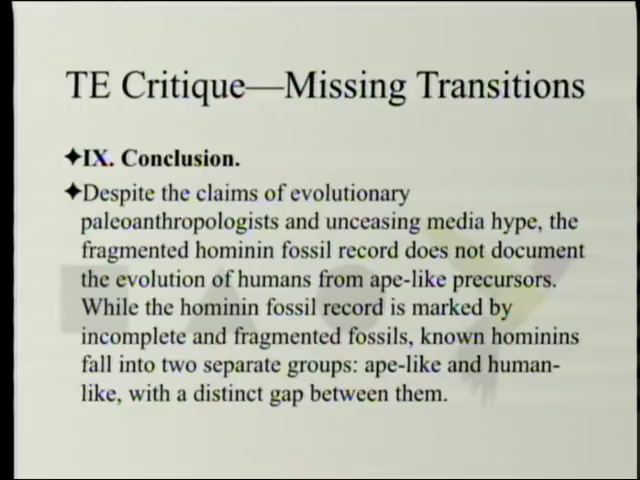 TE Critique—Missing Transitions
✦IX. Conclusion.
✦Despite the claims of evolutionary
paleoanthropologists and unceasing media hype, the
fragmented hominin fossil record does not document
the evolution of humans from ape-like precursors.
While the hominin fossil record is marked by
incomplete and fragmented fossils, known hominins
fall into two separate groups: ape-like and human-
like, with a distinct gap between them.